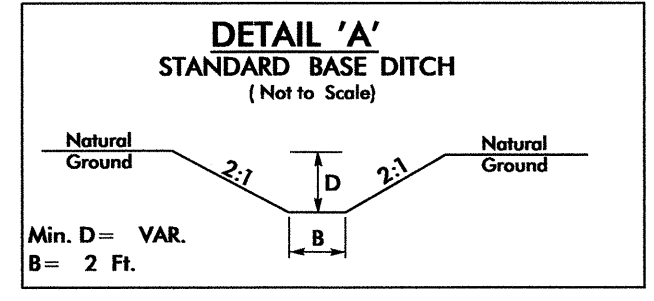 DETAIL 'A'
STANDARD BASE DITCH
( Not to Scale)
Natural
Ground
2:1
D
2:1
Natural
Ground
B
Min. D= VAR.
B= 2 Ft.